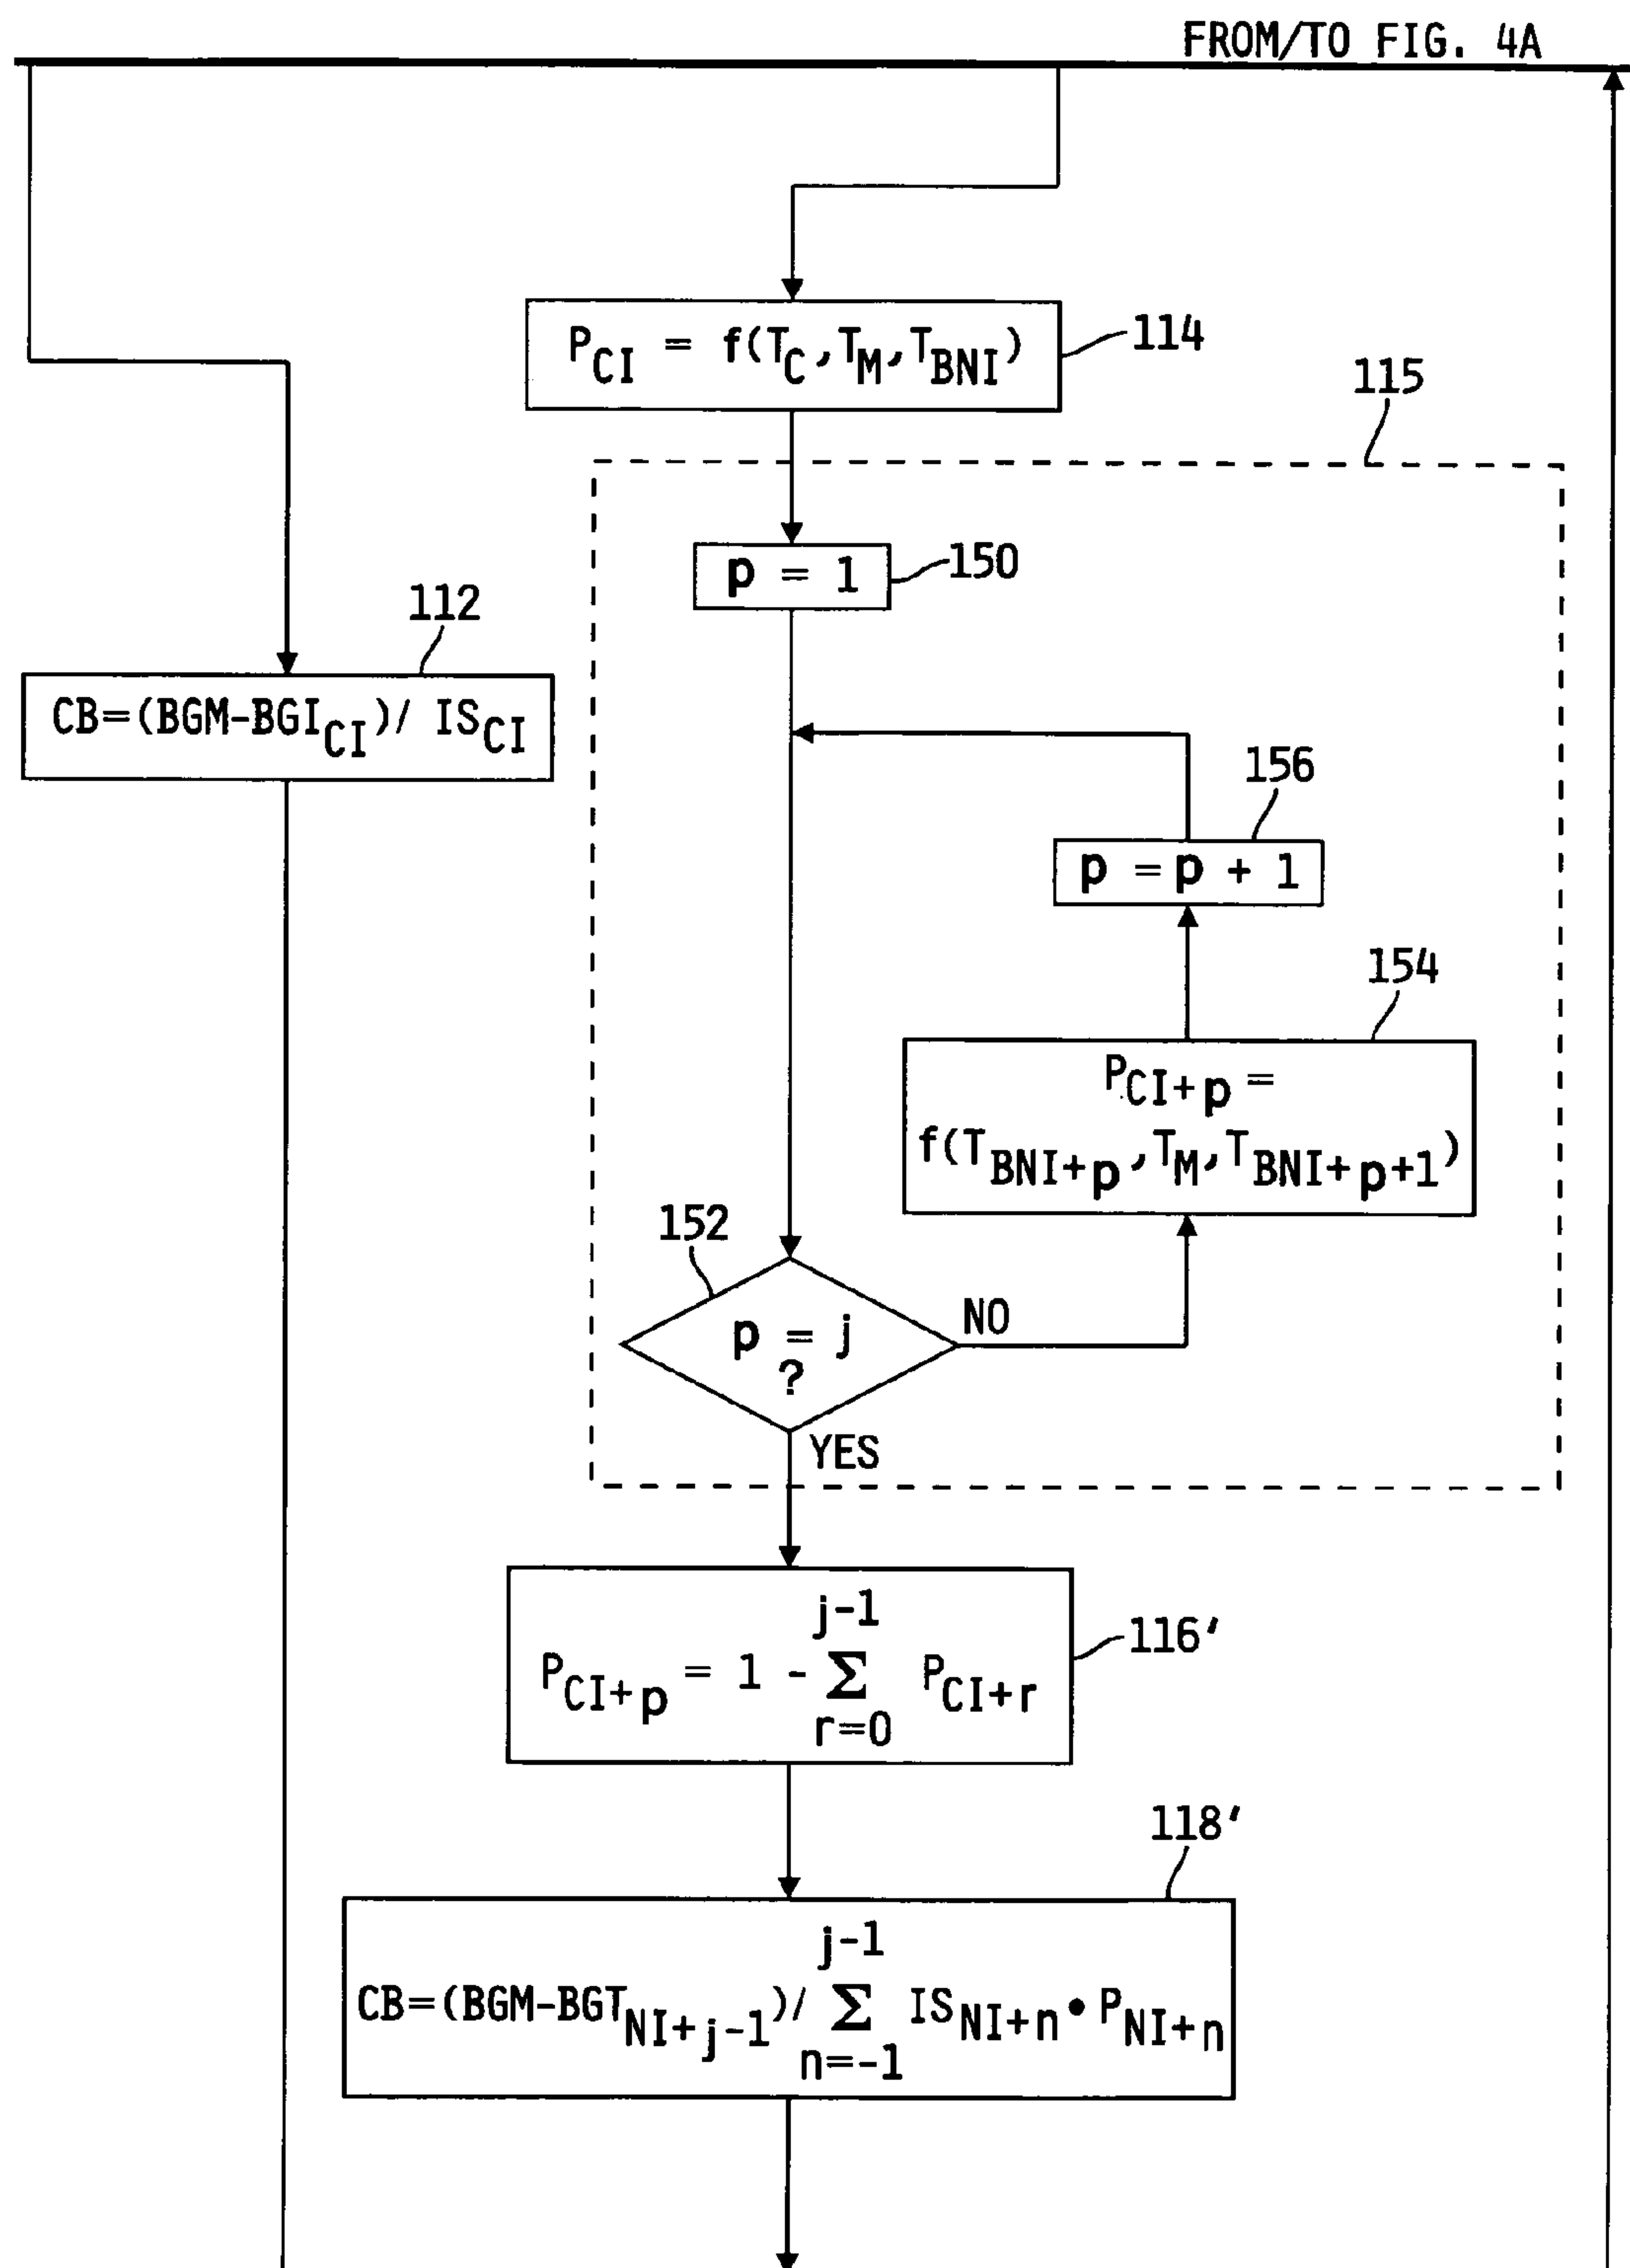 FROM/TO FIG. 4A
P_CI = f(T_C,T_M,T_BNI)
114
115
p = 1
150
112
CB=(BGM-BGI_CI)/ IS_CI
156
p = p + 1
154
P_CI+p =
f(T_BNI+p,T_M,T_BNI+p+1)
152
p = j
?
NO
YES
j-1
P_CI+p = 1 - Σ P_CI+r
r=0
116'
118'
j-1
CB=(BGM-BGT_NI+j-1)/ Σ IS_NI+n • P_NI+n
n=-1